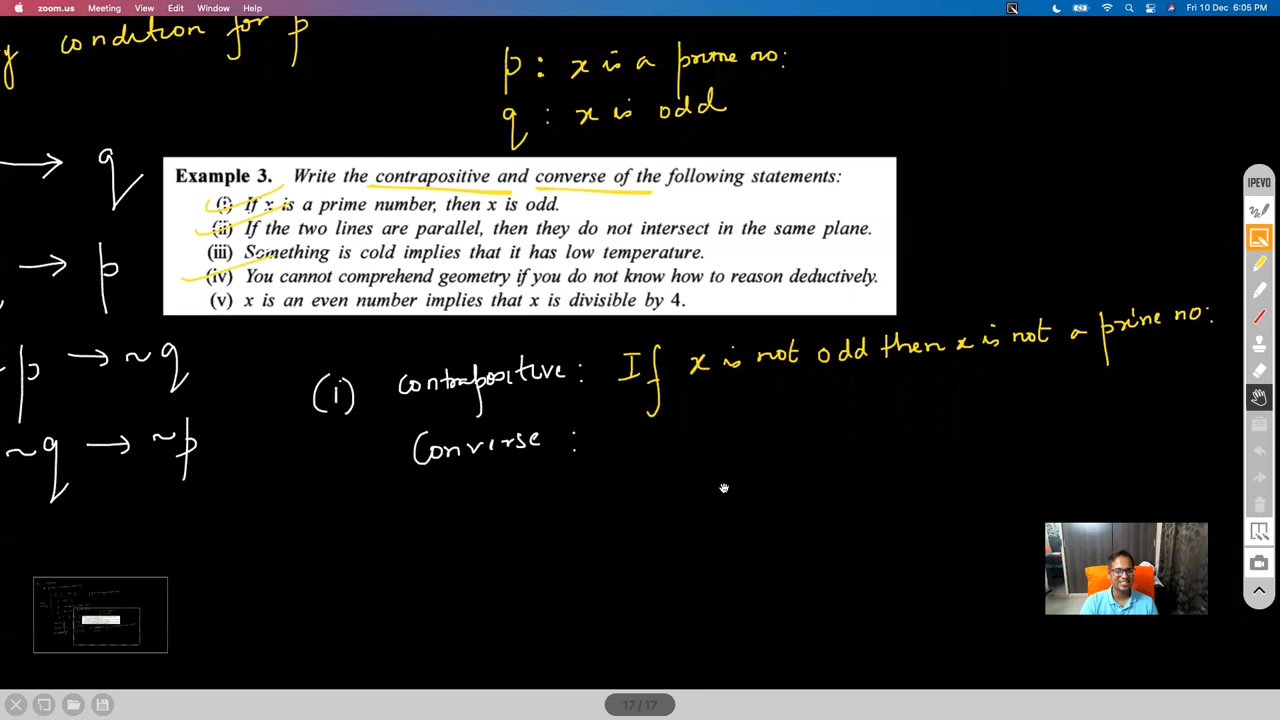 zoom.us Meeting View Edit Window Help Fri 10 Dec 6:05 PM
y condition for p
p : x is a prime no:
q : x is odd
→ q
→ p
~p → ~q
~q → ~p
Example 3. Write the contrapositive and converse of the following statements:
(i) If x is a prime number, then x is odd.
(ii) If the two lines are parallel, then they do not intersect in the same plane.
(iii) Something is cold implies that it has low temperature.
(iv) You cannot comprehend geometry if you do not know how to reason deductively.
(v) x is an even number implies that x is divisible by 4.
(i) Contrapositive : If x is not odd then x is not a prime no:
Converse :
IPEVO
17 / 17